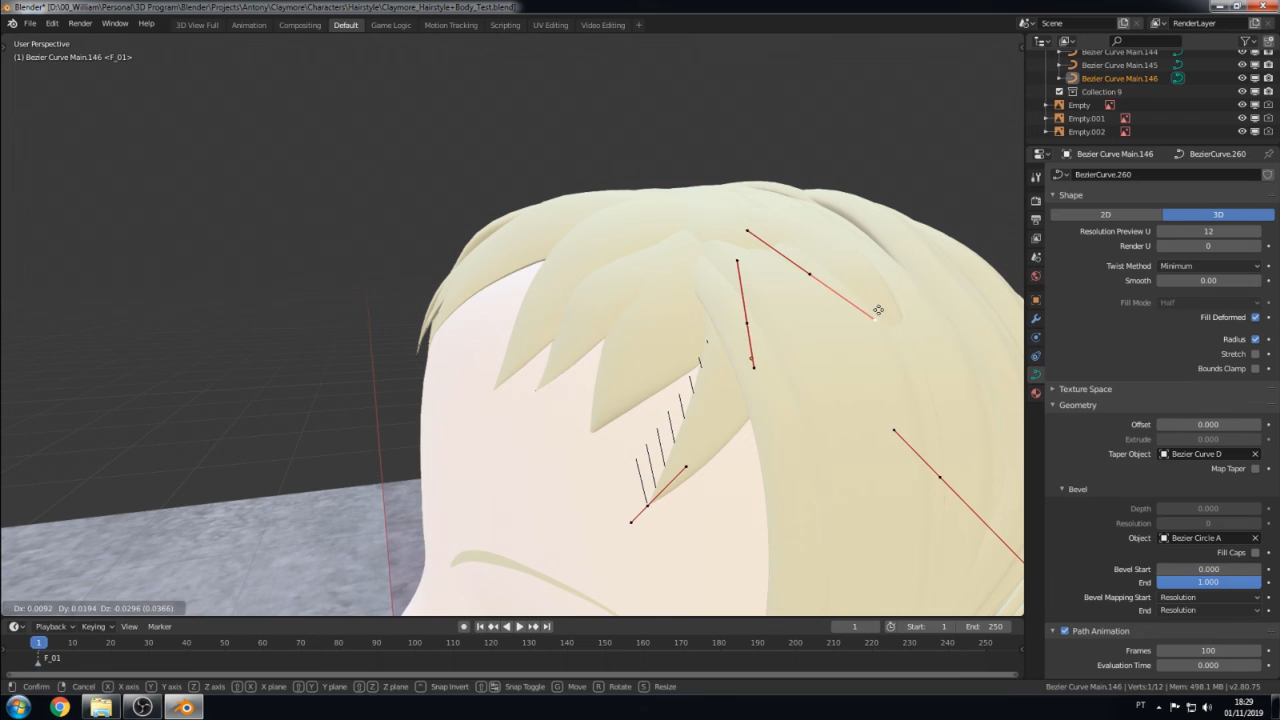 Blender* [D:\00_William\Personal\3D Program\Blender\Projects\Antony\Claymore\Characters\Hairstyle\Claymore_Hairstyle+Body_Test.blend]
File Edit Render Window Help 3D View Full Animation Compositing Default Game Logic Scripting UV Editing Video Editing + Scene RenderLayer
User Perspective
(1) Bezier Curve Main.146 <F_01>
Bezier Curve Main.144
Bezier Curve Main.145
Bezier Curve Main.146
Collection 9
Empty
Empty.001
Empty.002
Bezier Curve Main.146 BezierCurve.260
BezierCurve.260
Shape
2D 3D
Resolution Preview U 12
Render U 0
Twist Method Minimum
Smooth 0.00
Fill Mode Half
Fill Deformed
Radius
Stretch
Bounds Clamp
Texture Space
Geometry
Offset 0.000
Extrude 0.000
Taper Object Bezier Curve D
Map Taper
Bevel
Depth 0.000
Resolution 0
Object Bezier Circle A
Fill Caps
Bevel Start 0.000
End 1.000
Bevel Mapping Start Resolution
End Resolution
Path Animation
Frames 100
Evaluation Time 0.000
Dx: 0.0092 Dy: 0.0194 Dz: -0.0296 (0.0366)
Playback Keying View Marker 1 Start: 1 End: 250
1 10 20 30 40 50 60 70 80 90 100 110 120 130 140 150 160 170 180 190 200 210 220 230 240 250
F_01
Confirm Cancel X X axis Y Y axis Z Z axis X X plane Y Y plane Z Z plane Snap Invert Snap Toggle G Move R Rotate S Resize
Bezier Curve Main.146 | Verts:1/12 | Mem: 498.1 MB | v2.80.75
PT 18:29
01/11/2019